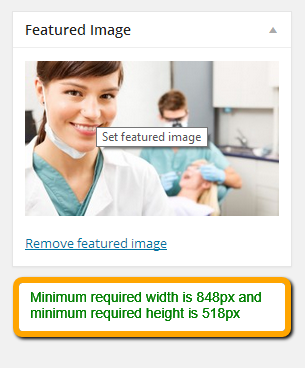 Featured Image
Set featured image
Remove featured image
Minimum required width is 848px and
minimum required height is 518px